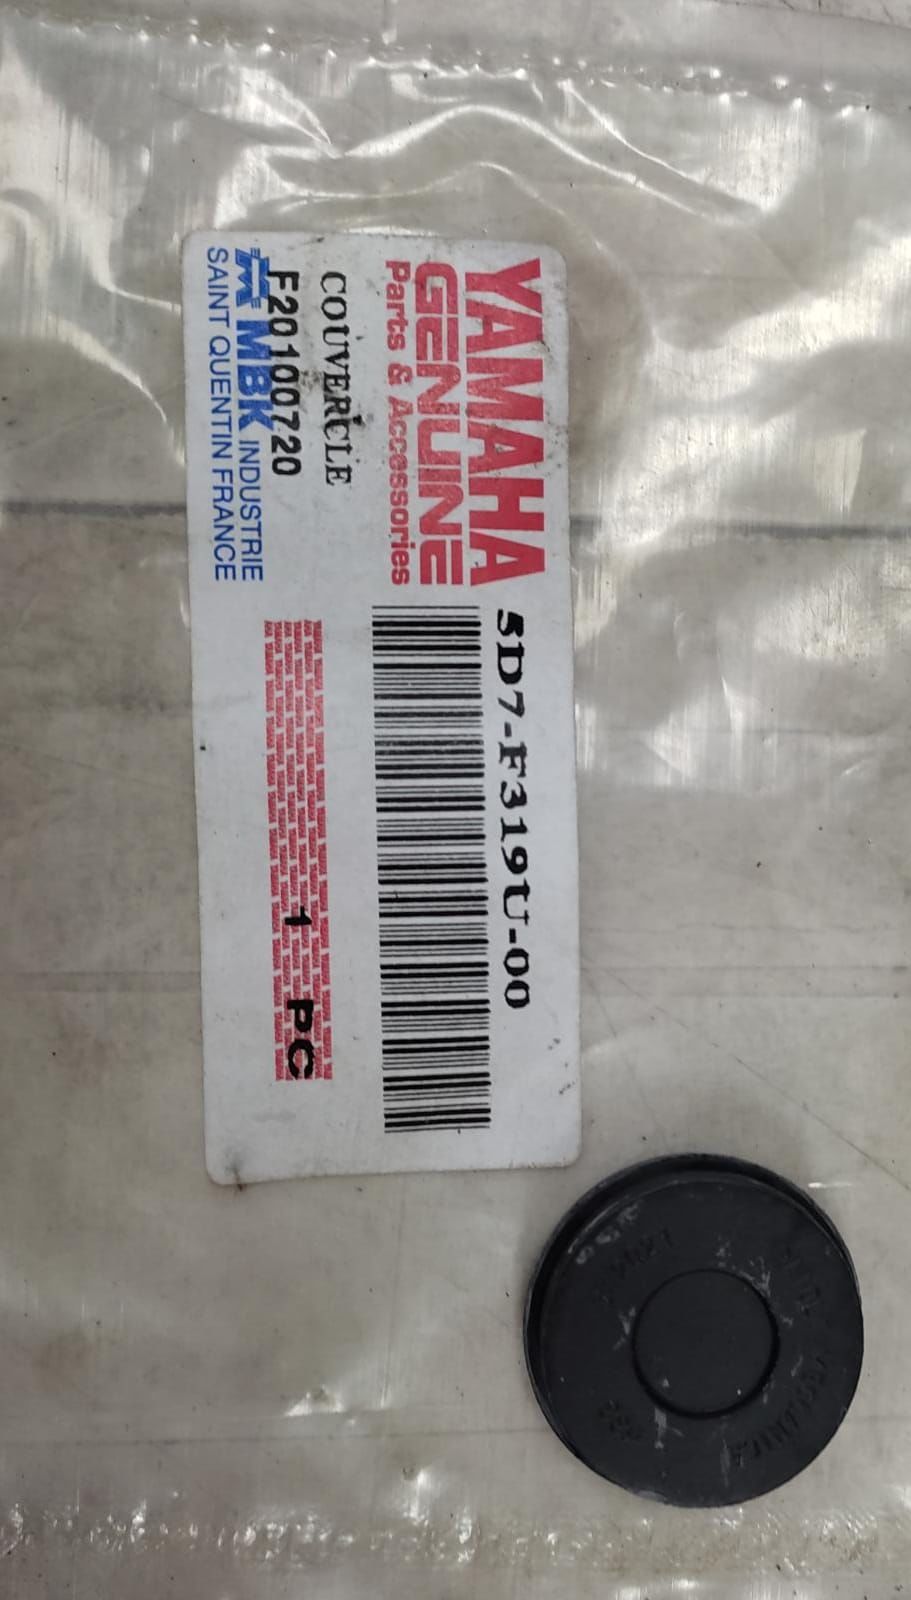 YAMAHA
GENUINE
Parts & Accessories
5D7-F319U-00
COUVERCLE
F20100720
1 PC
MBK INDUSTRIE
SAINT QUENTIN FRANCE